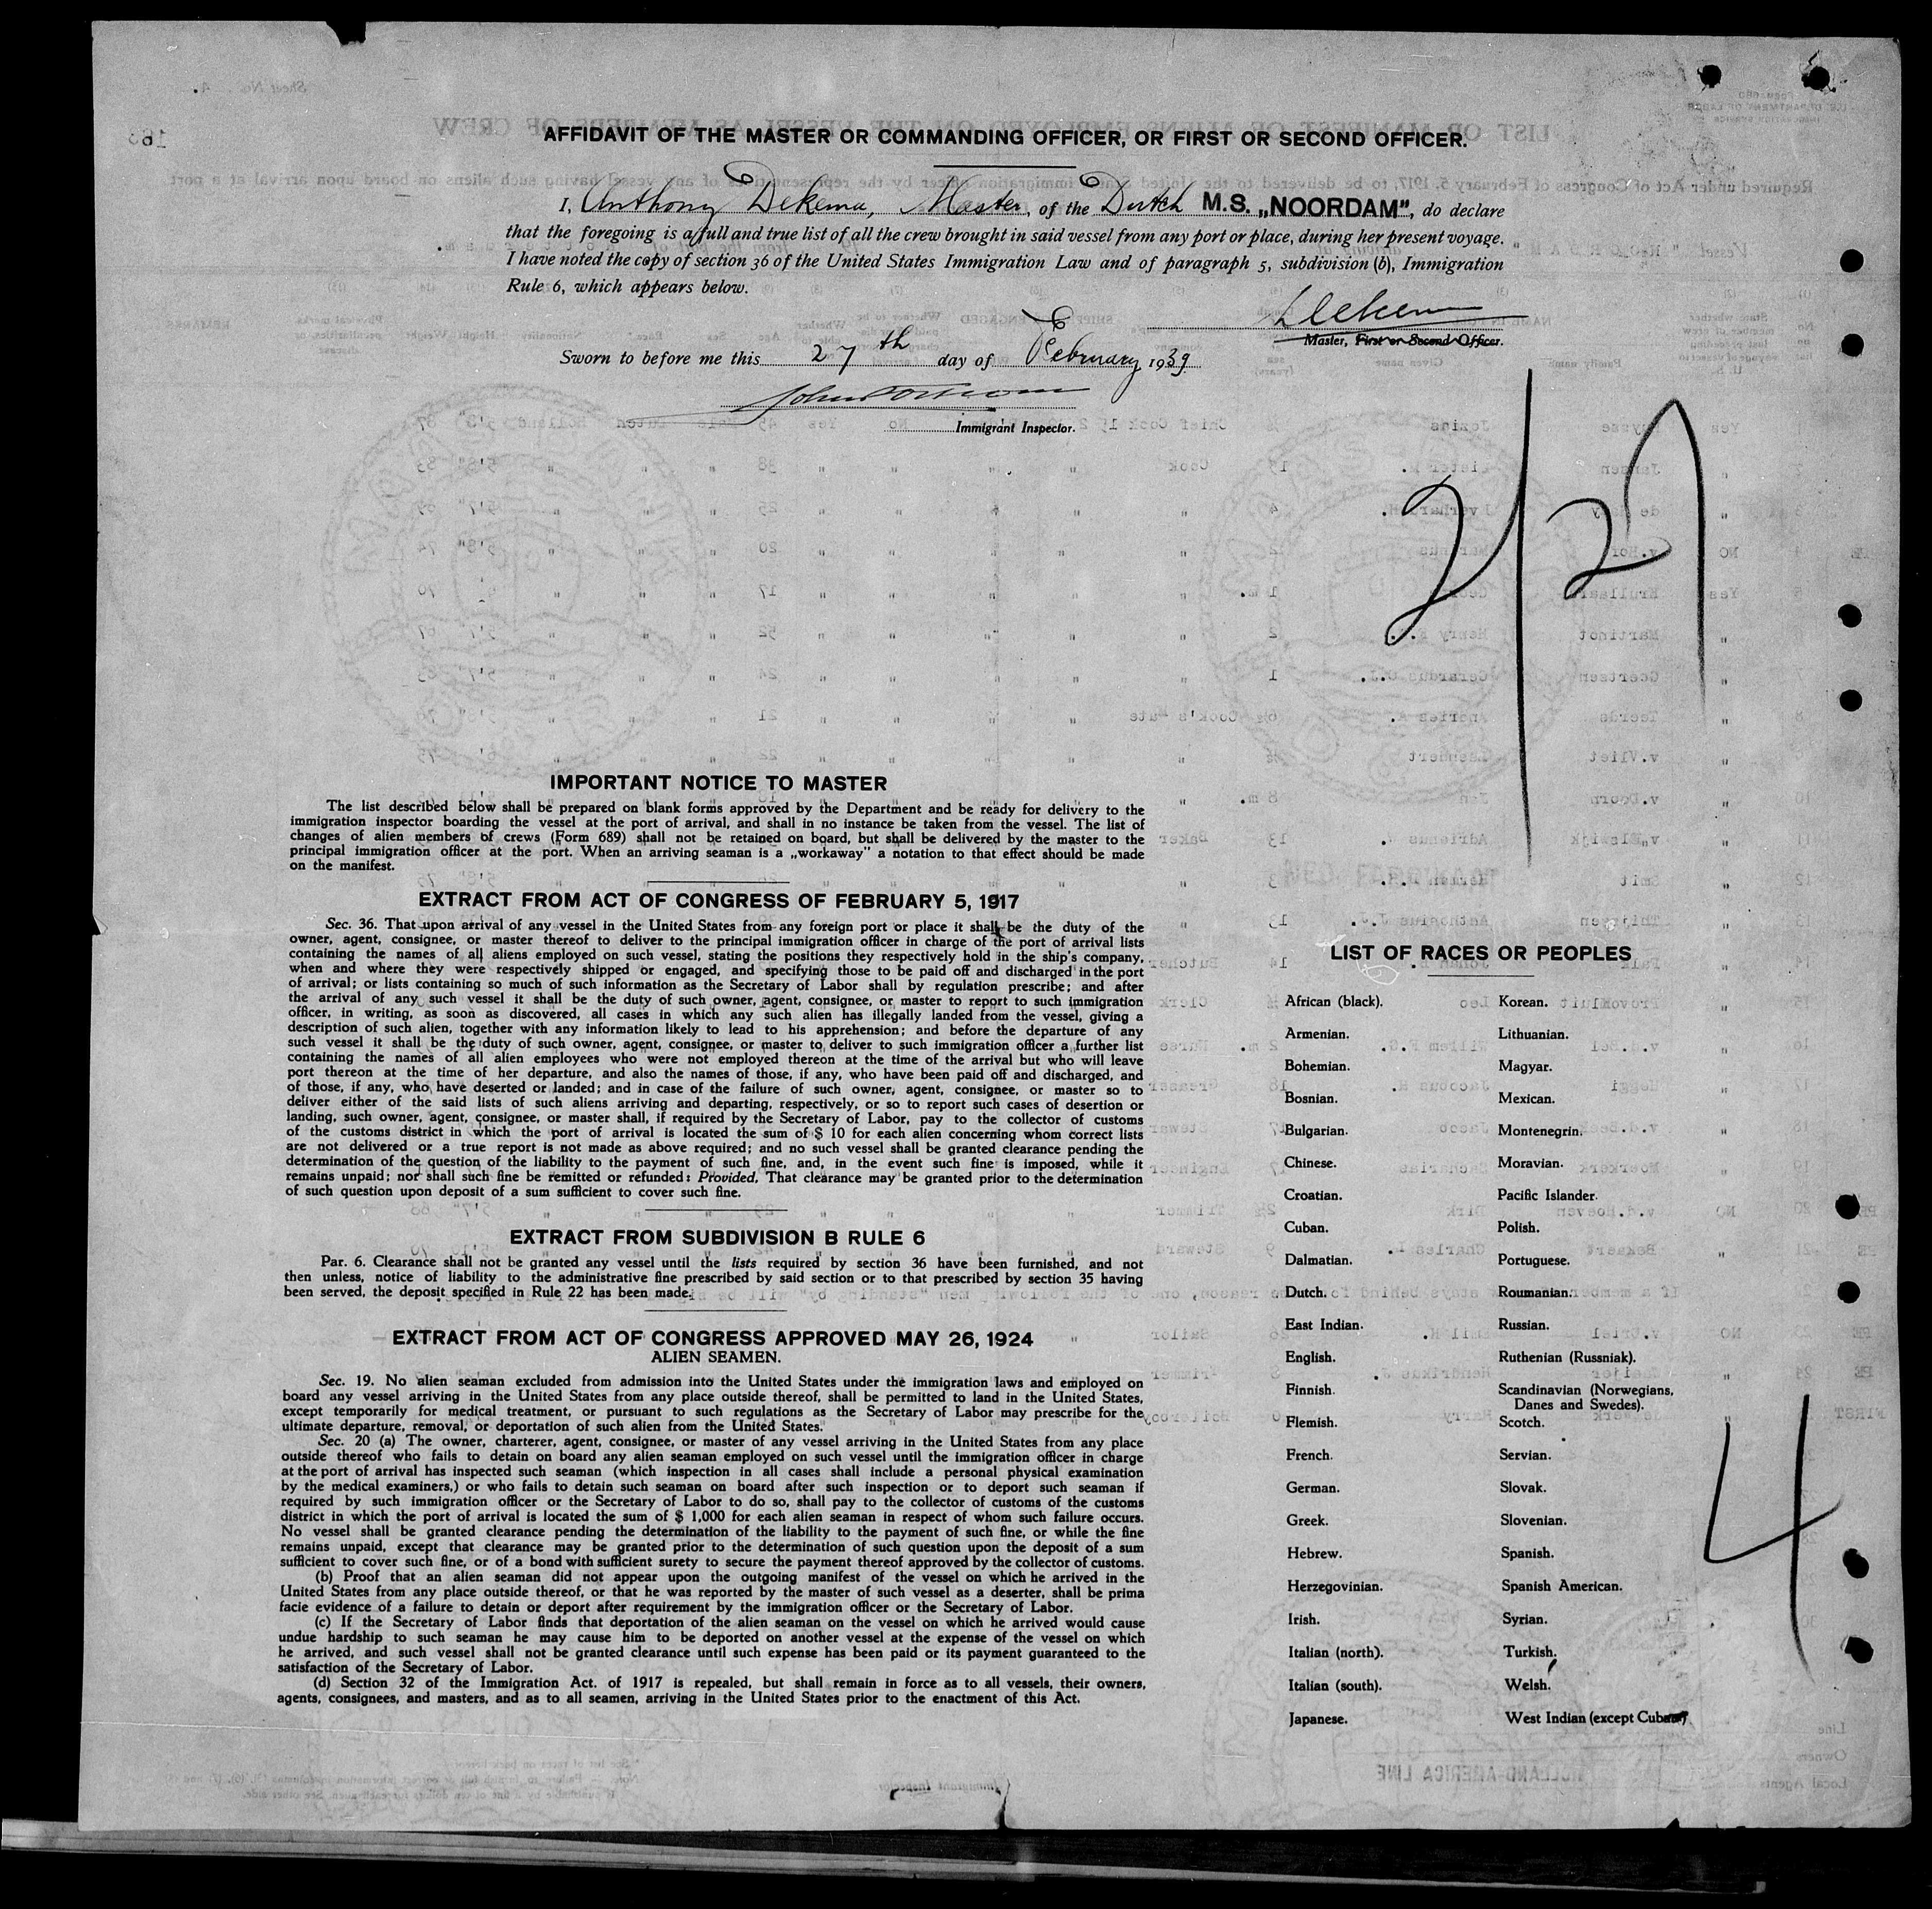 AFFIDAVIT OF THE MASTER OR COMMANDING OFFICER, OR FIRST OR SECOND OFFICER.
I, Anthony Dekema, Master, of the Dutch M.S. „NOORDAM”, do declare
that the foregoing is a full and true list of all the crew brought in said vessel from any port or place, during her present voyage.
I have noted the copy of section 36 of the United States Immigration Law and of paragraph 5, subdivision (b), Immigration
Rule 6, which appears below.
Master, First or Second Officer.
Sworn to before me this 27th day of February 1939
Immigrant Inspector.
2/27
IMPORTANT NOTICE TO MASTER
The list described below shall be prepared on blank forms approved by the Department and be ready for delivery to the
immigration inspector boarding the vessel at the port of arrival, and shall in no instance be taken from the vessel. The list of
changes of alien members of crews (Form 689) shall not be retained on board, but shall be delivered by the master to the
principal immigration officer at the port. When an arriving seaman is a „workaway” a notation to that effect should be made
on the manifest.
EXTRACT FROM ACT OF CONGRESS OF FEBRUARY 5, 1917
Sec. 36. That upon arrival of any vessel in the United States from any foreign port or place it shall be the duty of the
owner, agent, consignee, or master thereof to deliver to the principal immigration officer in charge of the port of arrival lists
containing the names of all aliens employed on such vessel, stating the positions they respectively hold in the ship's company,
when and where they were respectively shipped or engaged, and specifying those to be paid off and discharged in the port
of arrival; or lists containing so much of such information as the Secretary of Labor shall by regulation prescribe; and after
the arrival of any such vessel it shall be the duty of such owner, agent, consignee, or master to report to such immigration
officer, in writing, as soon as discovered, all cases in which any such alien has illegally landed from the vessel, giving a
description of such alien, together with any information likely to lead to his apprehension; and before the departure of any
such vessel it shall be the duty of such owner, agent, consignee, or master to deliver to such immigration officer a further list
containing the names of all alien employees who were not employed thereon at the time of the arrival but who will leave
port thereon at the time of her departure, and also the names of those, if any, who have been paid off and discharged, and
of those, if any, who have deserted or landed; and in case of the failure of such owner, agent, consignee, or master so to
deliver either of the said lists of such aliens arriving and departing, respectively, or so to report such cases of desertion or
landing, such owner, agent, consignee, or master shall, if required by the Secretary of Labor, pay to the collector of customs
of the customs district in which the port of arrival is located the sum of $ 10 for each alien concerning whom correct lists
are not delivered or a true report is not made as above required; and no such vessel shall be granted clearance pending the
determination of the question of the liability to the payment of such fine, and, in the event such fine is imposed, while it
remains unpaid; nor shall such fine be remitted or refunded: Provided, That clearance may be granted prior to the determination
of such question upon deposit of a sum sufficient to cover such fine.
EXTRACT FROM SUBDIVISION B RULE 6
Par. 6. Clearance shall not be granted any vessel until the lists required by section 36 have been furnished, and not
then unless, notice of liability to the administrative fine prescribed by said section or to that prescribed by section 35 having
been served, the deposit specified in Rule 22 has been made.
EXTRACT FROM ACT OF CONGRESS APPROVED MAY 26, 1924
ALIEN SEAMEN.
Sec. 19. No alien seaman excluded from admission into the United States under the immigration laws and employed on
board any vessel arriving in the United States from any place outside thereof, shall be permitted to land in the United States,
except temporarily for medical treatment, or pursuant to such regulations as the Secretary of Labor may prescribe for the
ultimate departure, removal, or deportation of such alien from the United States.
Sec. 20 (a) The owner, charterer, agent, consignee, or master of any vessel arriving in the United States from any place
outside thereof who fails to detain on board any alien seaman employed on such vessel until the immigration officer in charge
at the port of arrival has inspected such seaman (which inspection in all cases shall include a personal physical examination
by the medical examiners,) or who fails to detain such seaman on board after such inspection or to deport such seaman if
required by such immigration officer or the Secretary of Labor to do so, shall pay to the collector of customs of the customs
district in which the port of arrival is located the sum of $ 1,000 for each alien seaman in respect of whom such failure occurs.
No vessel shall be granted clearance pending the determination of the liability to the payment of such fine, or while the fine
remains unpaid, except that clearance may be granted prior to the determination of such question upon the deposit of a sum
sufficient to cover such fine, or of a bond with sufficient surety to secure the payment thereof approved by the collector of customs.
(b) Proof that an alien seaman did not appear upon the outgoing manifest of the vessel on which he arrived in the
United States from any place outside thereof, or that he was reported by the master of such vessel as a deserter, shall be prima
facie evidence of a failure to detain or deport after requirement by the immigration officer or the Secretary of Labor.
(c) If the Secretary of Labor finds that deportation of the alien seaman on the vessel on which he arrived would cause
undue hardship to such seaman he may cause him to be deported on another vessel at the expense of the vessel on which
he arrived, and such vessel shall not be granted clearance until such expense has been paid or its payment guaranteed to the
satisfaction of the Secretary of Labor.
(d) Section 32 of the Immigration Act. of 1917 is repealed, but shall remain in force as to all vessels, their owners,
agents, consignees, and masters, and as to all seamen, arriving in the United States prior to the enactment of this Act.
LIST OF RACES OR PEOPLES
African (black). Korean.
Armenian. Lithuanian.
Bohemian. Magyar.
Bosnian. Mexican.
Bulgarian. Montenegrin.
Chinese. Moravian.
Croatian. Pacific Islander.
Cuban. Polish.
Dalmatian. Portuguese.
Dutch. Roumanian.
East Indian. Russian.
English. Ruthenian (Russniak).
Finnish. Scandinavian (Norwegians,
Danes and Swedes).
Flemish. Scotch.
French. Servian.
German. Slovak.
Greek. Slovenian.
Hebrew. Spanish.
Herzegovinian. Spanish American.
Irish. Syrian.
Italian (north). Turkish.
Italian (south). Welsh.
Japanese. West Indian (except Cuban)
4